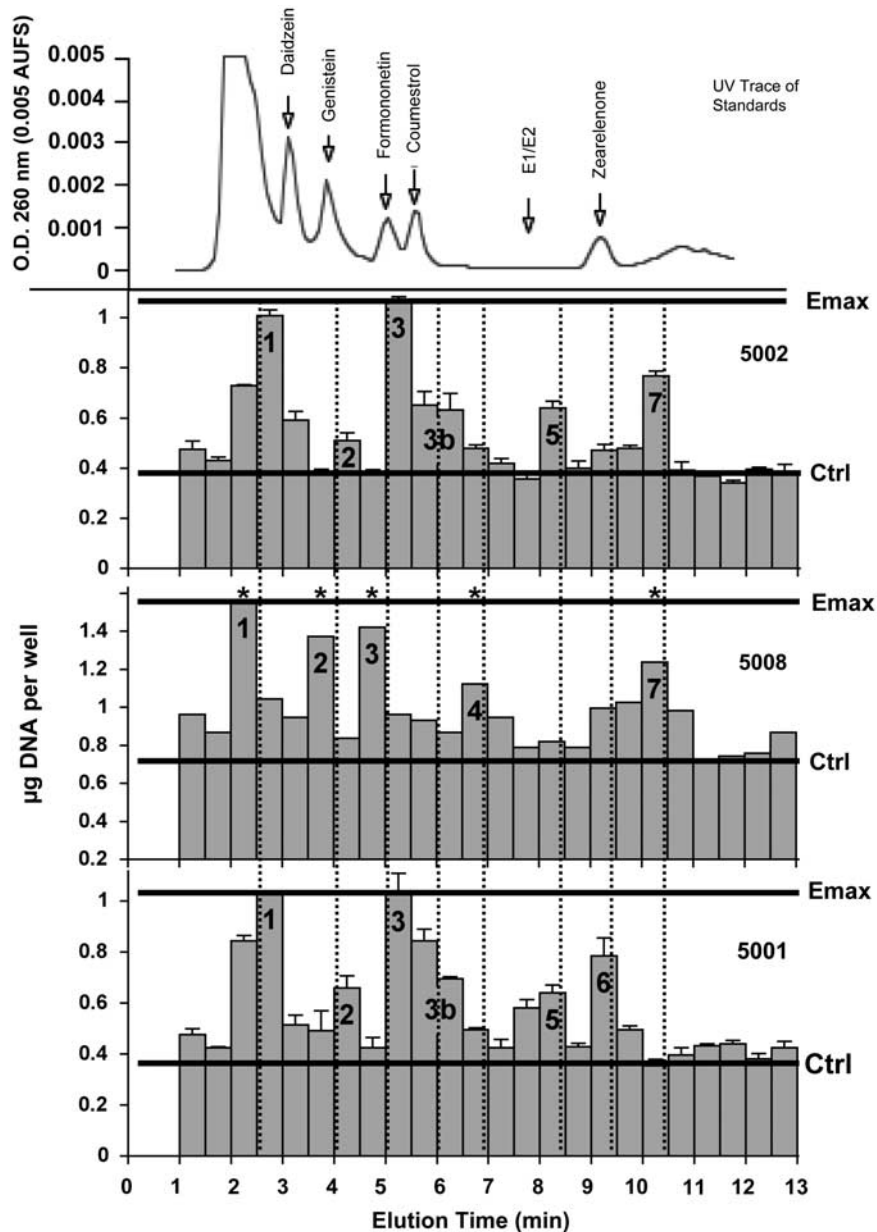 Daidzein
Genistein
Formononetin
Coumestrol
E1/E2
Zearelenone
UV Trace of
Standards
O.D. 260 nm (0.005 AUFS)
0.005
0.004
0.003
0.002
0.001
0
Emax
5002
Ctrl
1
0.8
0.6
0.4
0.2
0
1
2
3
3b
5
7
* * * * *
Emax
5008
Ctrl
1.4
1.2
1
0.8
0.6
0.4
0.2
1
2
3
4
7
µg DNA per well
Emax
5001
Ctrl
1
0.8
0.6
0.4
0.2
0
1
2
3
3b
5
6
0 1 2 3 4 5 6 7 8 9 10 11 12 13
Elution Time (min)